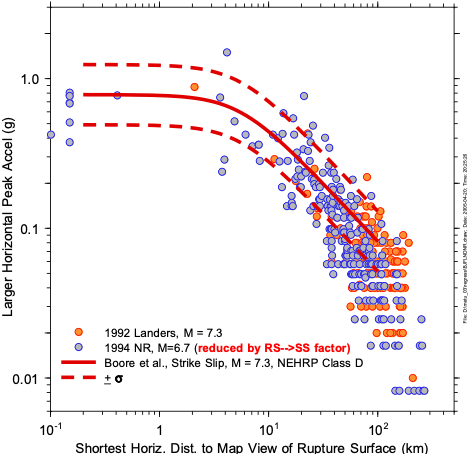 1.0
0.1
0.01
Larger Horizontal Peak Accel (g)
1992 Landers, M = 7.3
1994 NR, M=6.7 (reduced by RS-->SS factor)
Boore et al., Strike Slip, M = 7.3, NEHRP Class D
± σ
10-1
1
101
102
Shortest Horiz. Dist. to Map View of Rupture Surface (km)